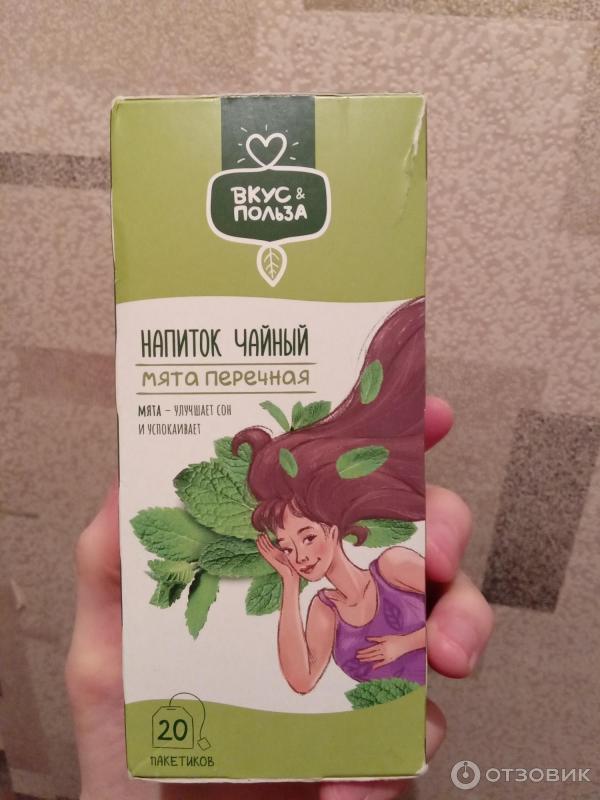 ВКУС &
ПОЛЬЗА
НАПИТОК ЧАЙНЫЙ
МЯТА ПЕРЕЧНАЯ
МЯТА – УЛУЧШАЕТ СОН
И УСПОКАИВАЕТ
20
ПАКЕТИКОВ
ОТЗОВИК